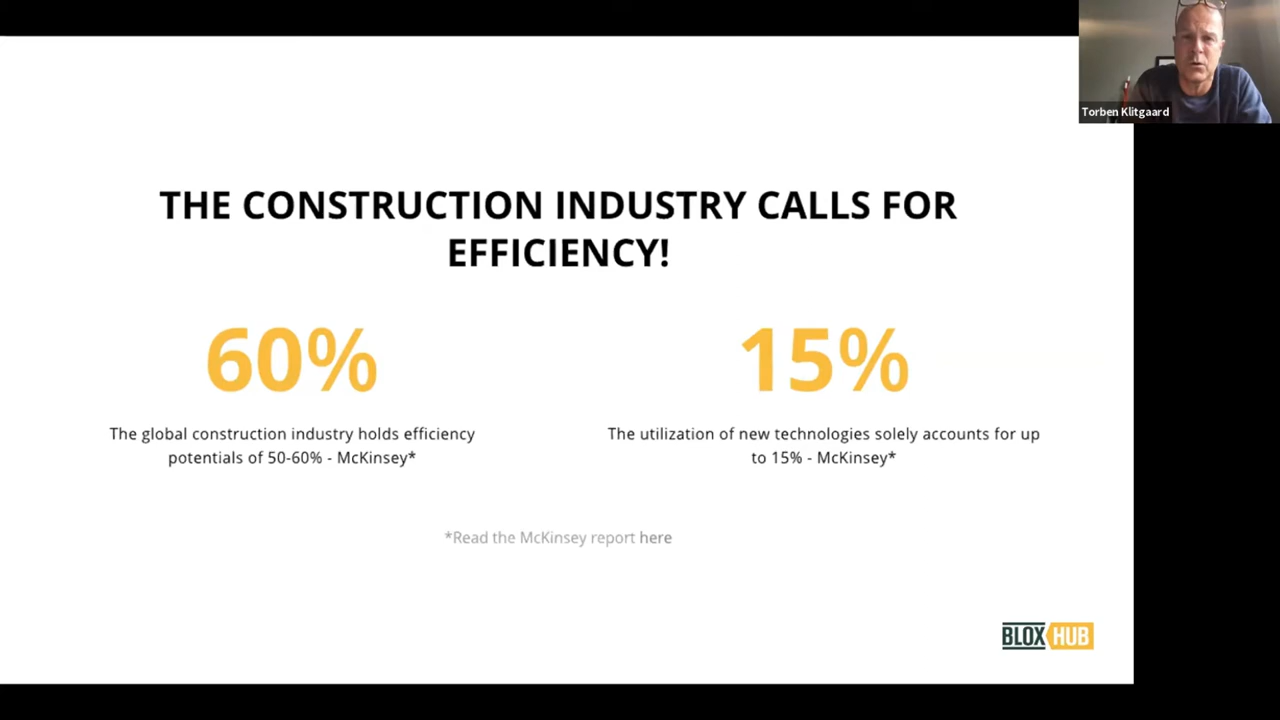 Torben Klitgaard
THE CONSTRUCTION INDUSTRY CALLS FOR
EFFICIENCY!
60%
The global construction industry holds efficiency
potentials of 50-60% - McKinsey*
15%
The utilization of new technologies solely accounts for up
to 15% - McKinsey*
*Read the McKinsey report here
BLOX HUB